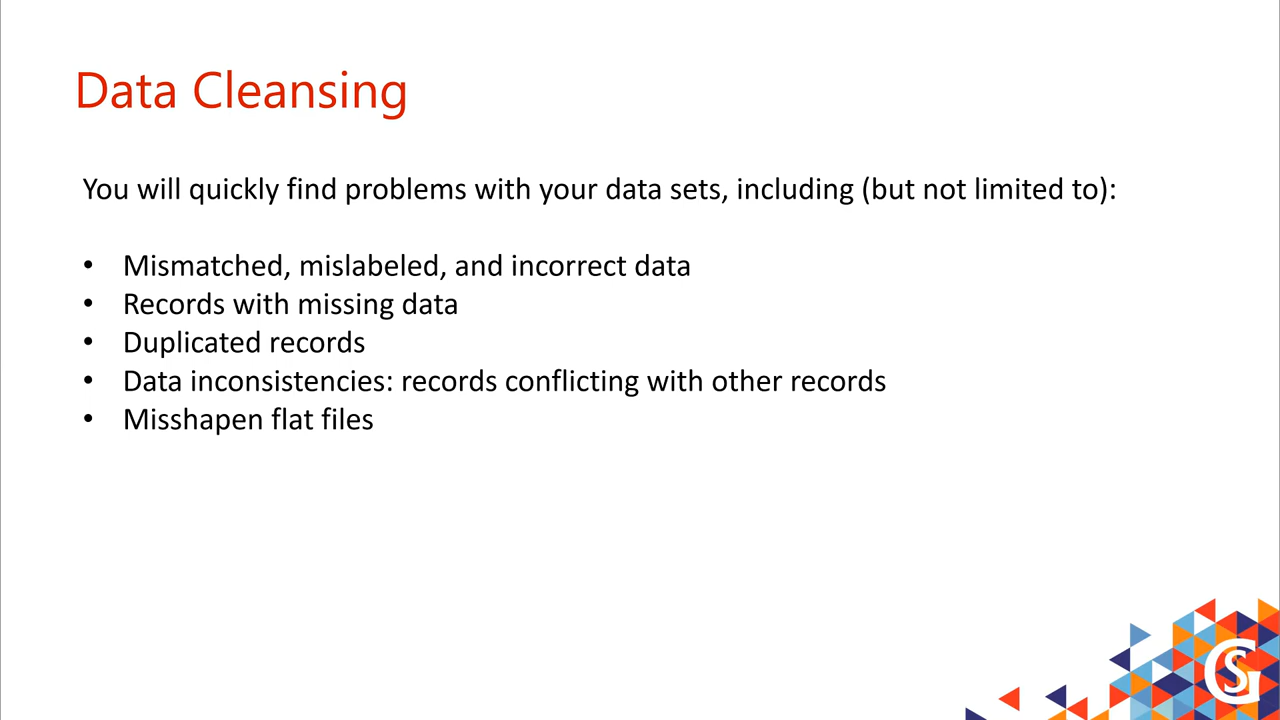 Data Cleansing
You will quickly find problems with your data sets, including (but not limited to):
• Mismatched, mislabeled, and incorrect data
• Records with missing data
• Duplicated records
• Data inconsistencies: records conflicting with other records
• Misshapen flat files
GS